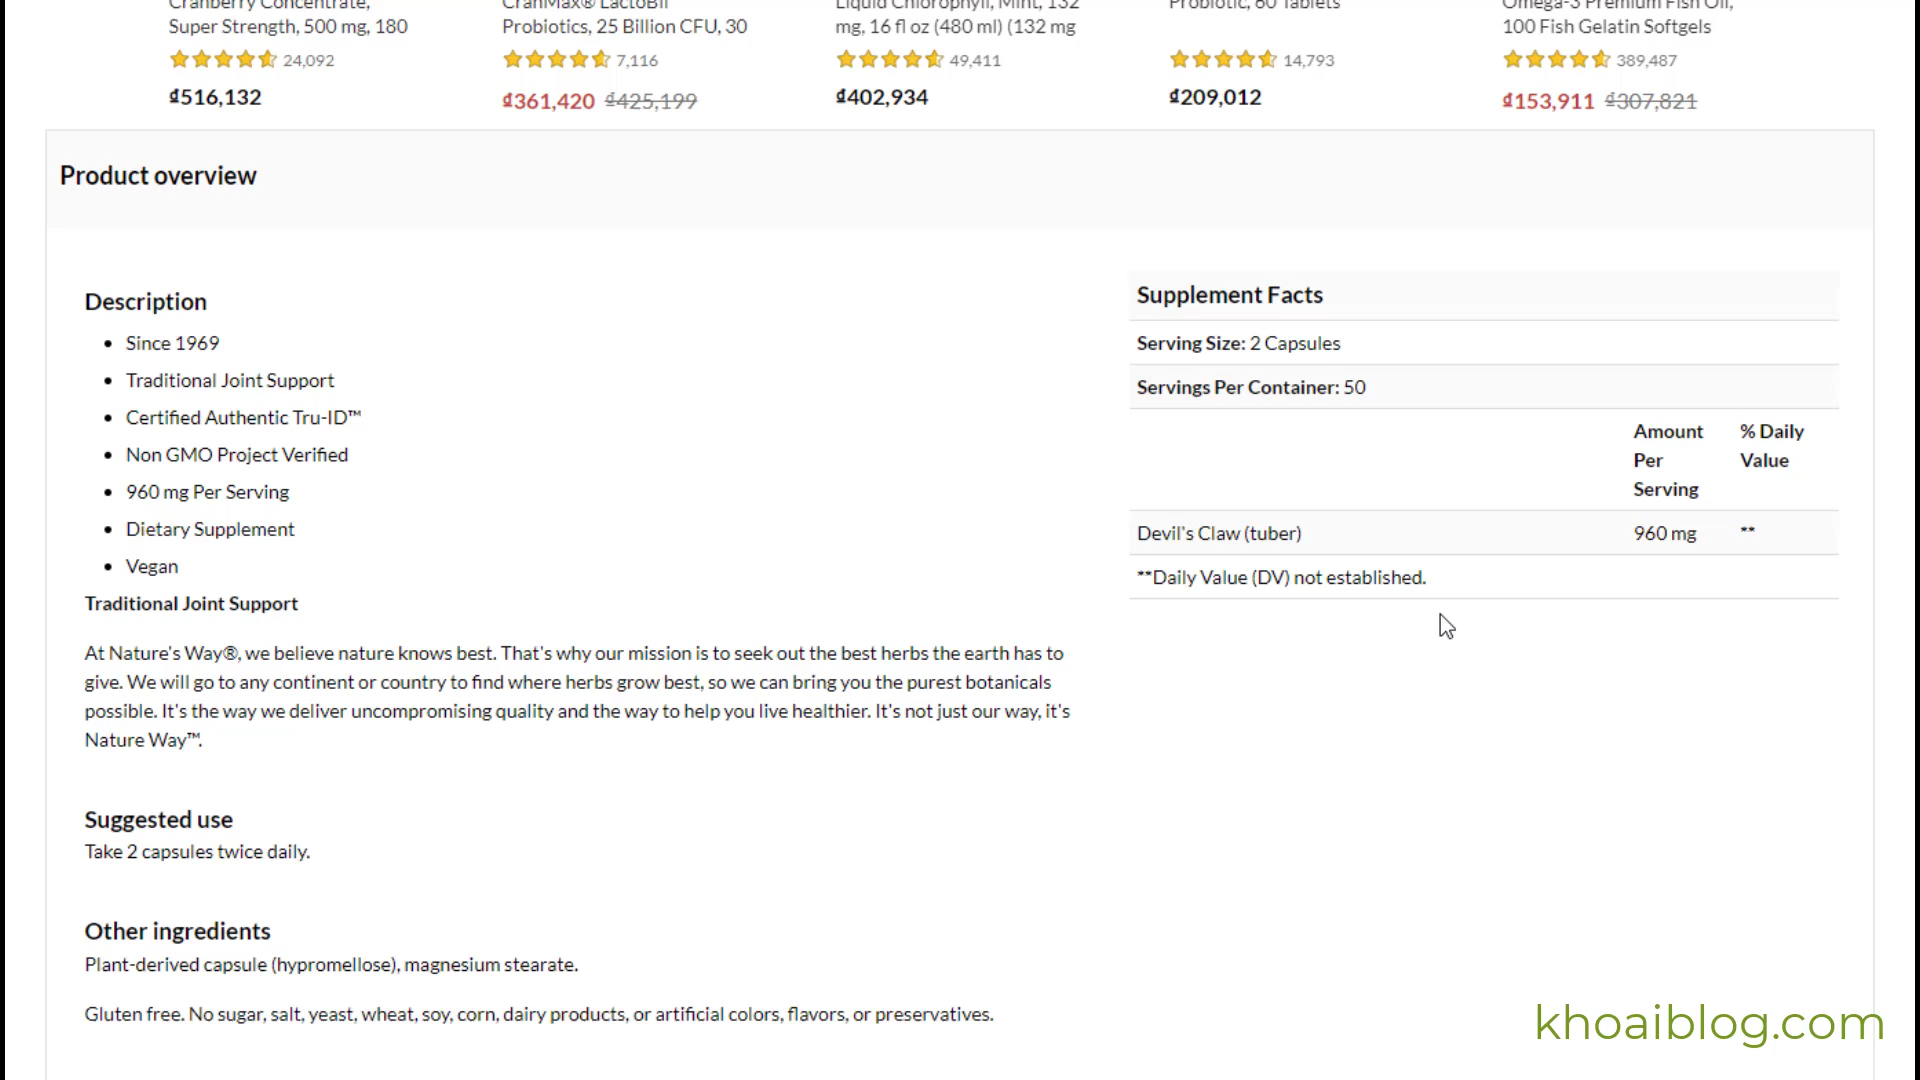 Cranberry Concentrate,
Super Strength, 500 mg, 180
24,092
₫516,132
CranMax® LactoBif
Probiotics, 25 Billion CFU, 30
7,116
₫361,420 ₫425,199
Liquid Chlorophyll, Mint, 132
mg, 16 fl oz (480 ml) (132 mg
49,411
₫402,934
Probiotic, 60 Tablets
14,793
₫209,012
Omega-3 Premium Fish Oil,
100 Fish Gelatin Softgels
389,487
₫153,911 ₫307,821
Product overview
Description
• Since 1969
• Traditional Joint Support
• Certified Authentic Tru-ID™
• Non GMO Project Verified
• 960 mg Per Serving
• Dietary Supplement
• Vegan
Traditional Joint Support
At Nature's Way®, we believe nature knows best. That's why our mission is to seek out the best herbs the earth has to
give. We will go to any continent or country to find where herbs grow best, so we can bring you the purest botanicals
possible. It's the way we deliver uncompromising quality and the way to help you live healthier. It's not just our way, it's
Nature Way™.
Suggested use
Take 2 capsules twice daily.
Other ingredients
Plant-derived capsule (hypromellose), magnesium stearate.
Gluten free. No sugar, salt, yeast, wheat, soy, corn, dairy products, or artificial colors, flavors, or preservatives.
Supplement Facts
Serving Size: 2 Capsules
Servings Per Container: 50
Amount
Per
Serving
% Daily
Value
Devil's Claw (tuber) 960 mg **
**Daily Value (DV) not established.
khoaiblog.com